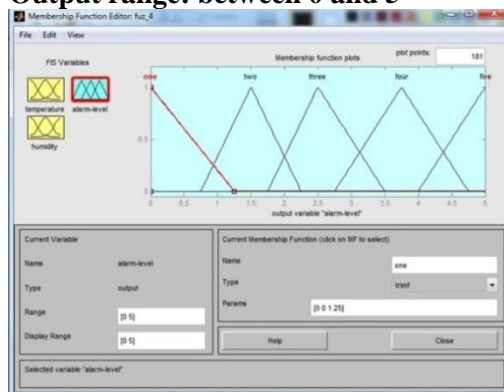 Output range: between 0 and 5
Membership Function Editor: fuz_4
File Edit View
FIS Variables
Membership function plots
plot points:
181
one
two
three
four
five
temperature
alarm-level
humidity
1
0.5
0
0 0.5 1 1.5 2 2.5 3 3.5 4 4.5 5
output variable "alarm-level"
Current Variable
Name
alarm-level
Type
output
Range
[0 5]
Display Range
[0 5]
Current Membership Function (click on MF to select)
Name
one
Type
trimf
Params
[0 0 1.25]
Help
Close
Selected variable "alarm-level"